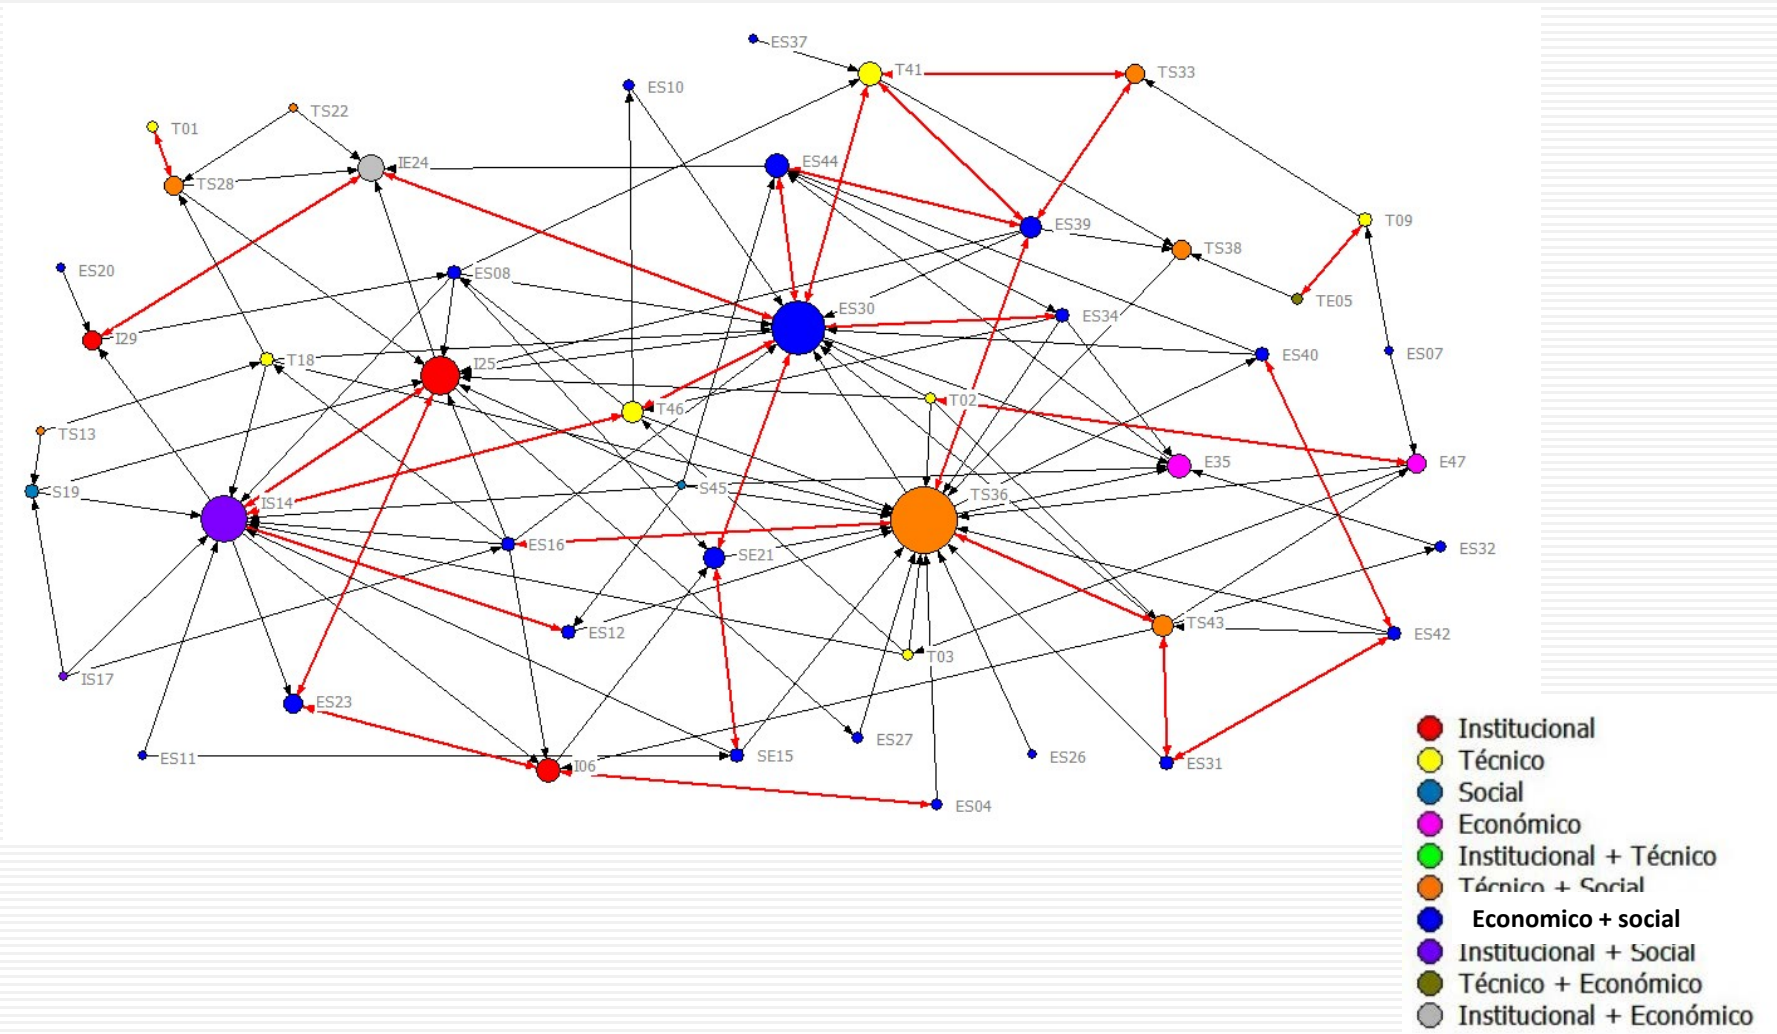 ES37
T41
TS33
ES10
TS22
T01
IE24
ES44
TS28
T09
ES39
TS38
ES20
ES08
TE05
ES30
ES34
I29
T18
I25
ES40
ES07
T46
T02
TS13
E35
E47
S19
S45
TS36
IS14
ES16
SE21
ES32
ES12
TS43
ES42
T03
IS17
ES23
ES27
ES11
SE15
ES26
I06
ES31
ES04
Institucional
Técnico
Social
Económico
Institucional + Técnico
Técnico + Social
Economico + social
Institucional + Social
Técnico + Económico
Institucional + Económico